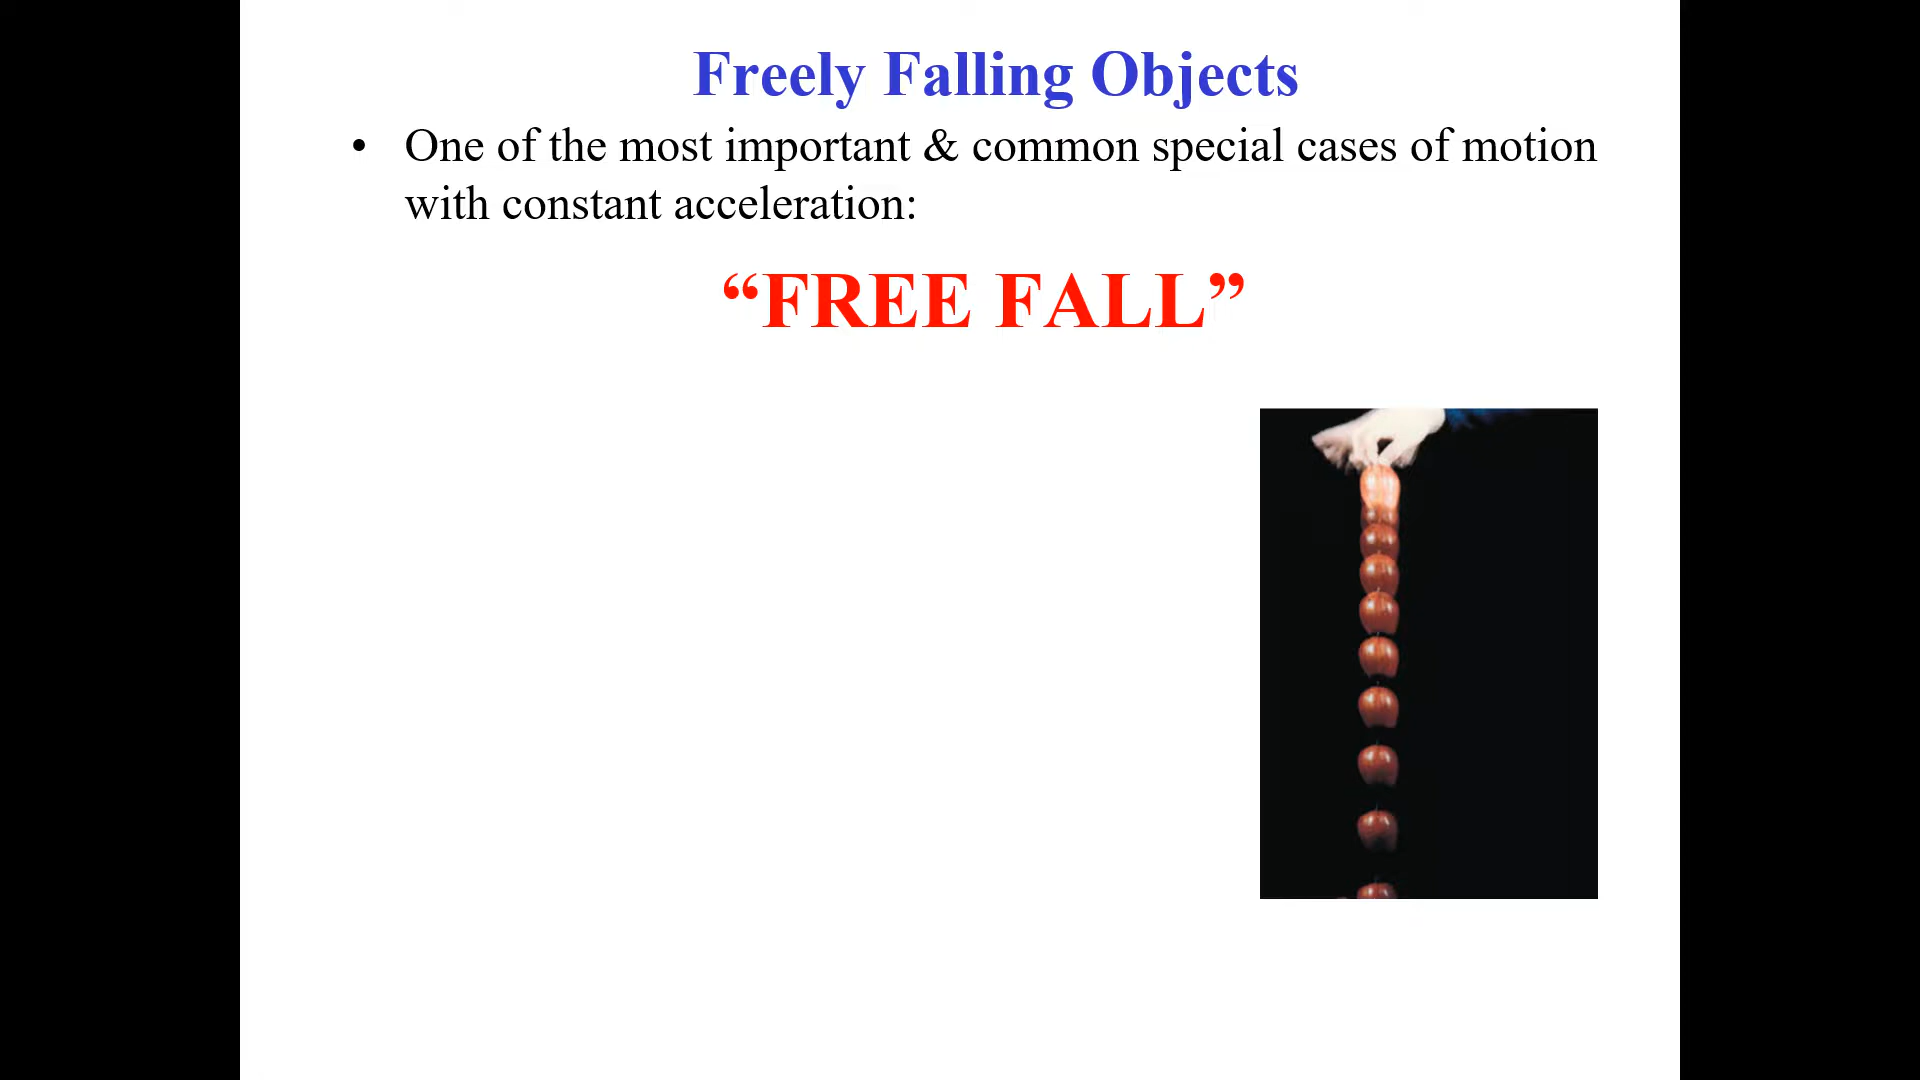 Freely Falling Objects
• One of the most important & common special cases of motion
with constant acceleration:
“FREE FALL”